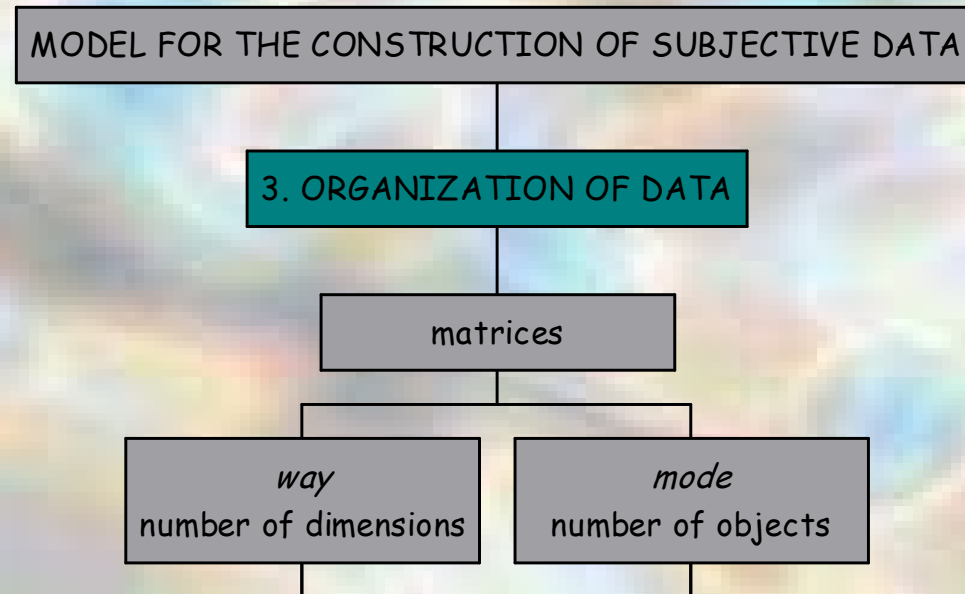 MODEL FOR THE CONSTRUCTION OF SUBJECTIVE DATA
3. ORGANIZATION OF DATA
matrices
way
number of dimensions
mode
number of objects